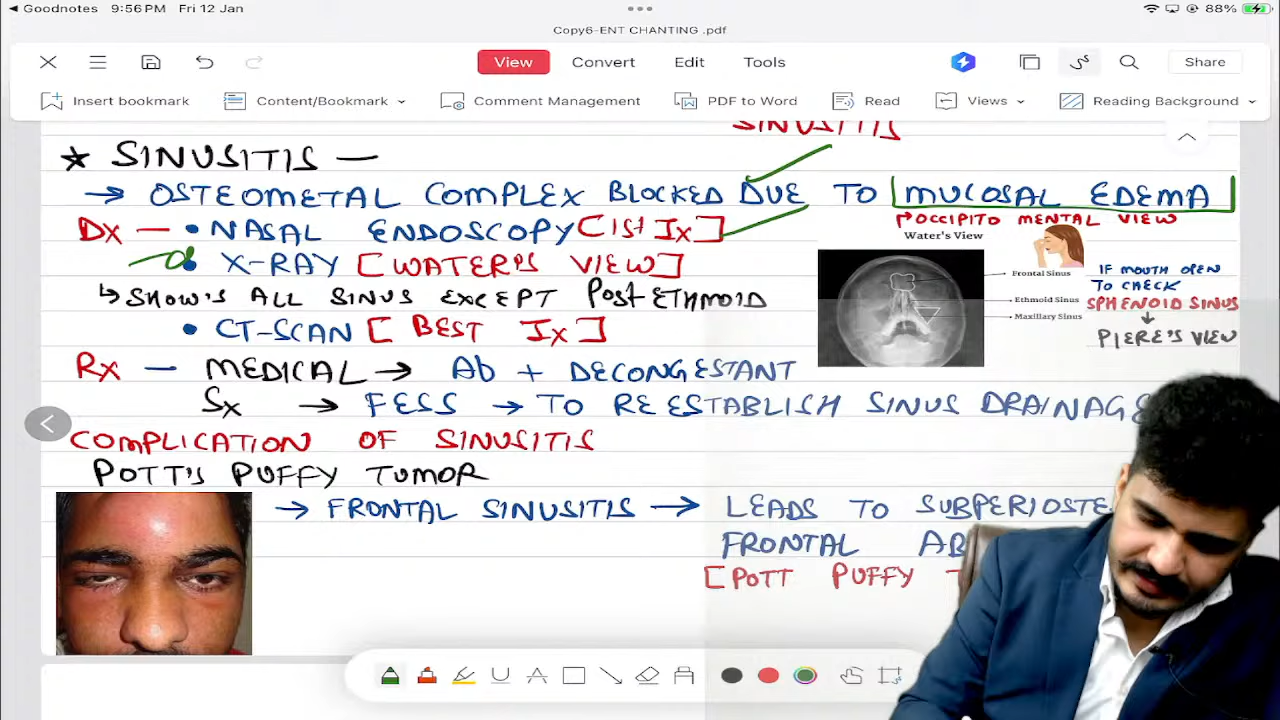 Goodnotes 9:56 PM Fri 12 Jan 88%
Copy6-ENT CHANTING .pdf
View Convert Edit Tools Share
Insert bookmark Content/Bookmark Comment Management PDF to Word Read Views Reading Background
SINUSITIS
★ SINUSITIS —
→ OSTEOMETAL COMPLEX BLOCKED DUE TO MUCOSAL EDEMA
Dx — • NASAL ENDOSCOPY [1st Ix]
OCCIPITO MENTAL VIEW
Water's View
• X-RAY [WATER'S VIEW]
↳ SHOW'S ALL SINUS EXCEPT Post ETHMOID
Frontal Sinus
Ethmoid Sinus
Maxillary Sinus
IF MOUTH OPEN
TO CHECK
SPHENOID SINUS
↓
PIERE'S VIEW
• CT-SCAN [BEST Ix]
Rx — MEDICAL → Ab + DECONGESTANT
Sx → FESS → TO REESTABLISH SINUS DRAINAGE
COMPLICATION OF SINUSITIS
POTT'S PUFFY TUMOR
→ FRONTAL SINUSITIS → LEADS TO SUBPERIOSTE
FRONTAL AB
[POTT PUFFY T